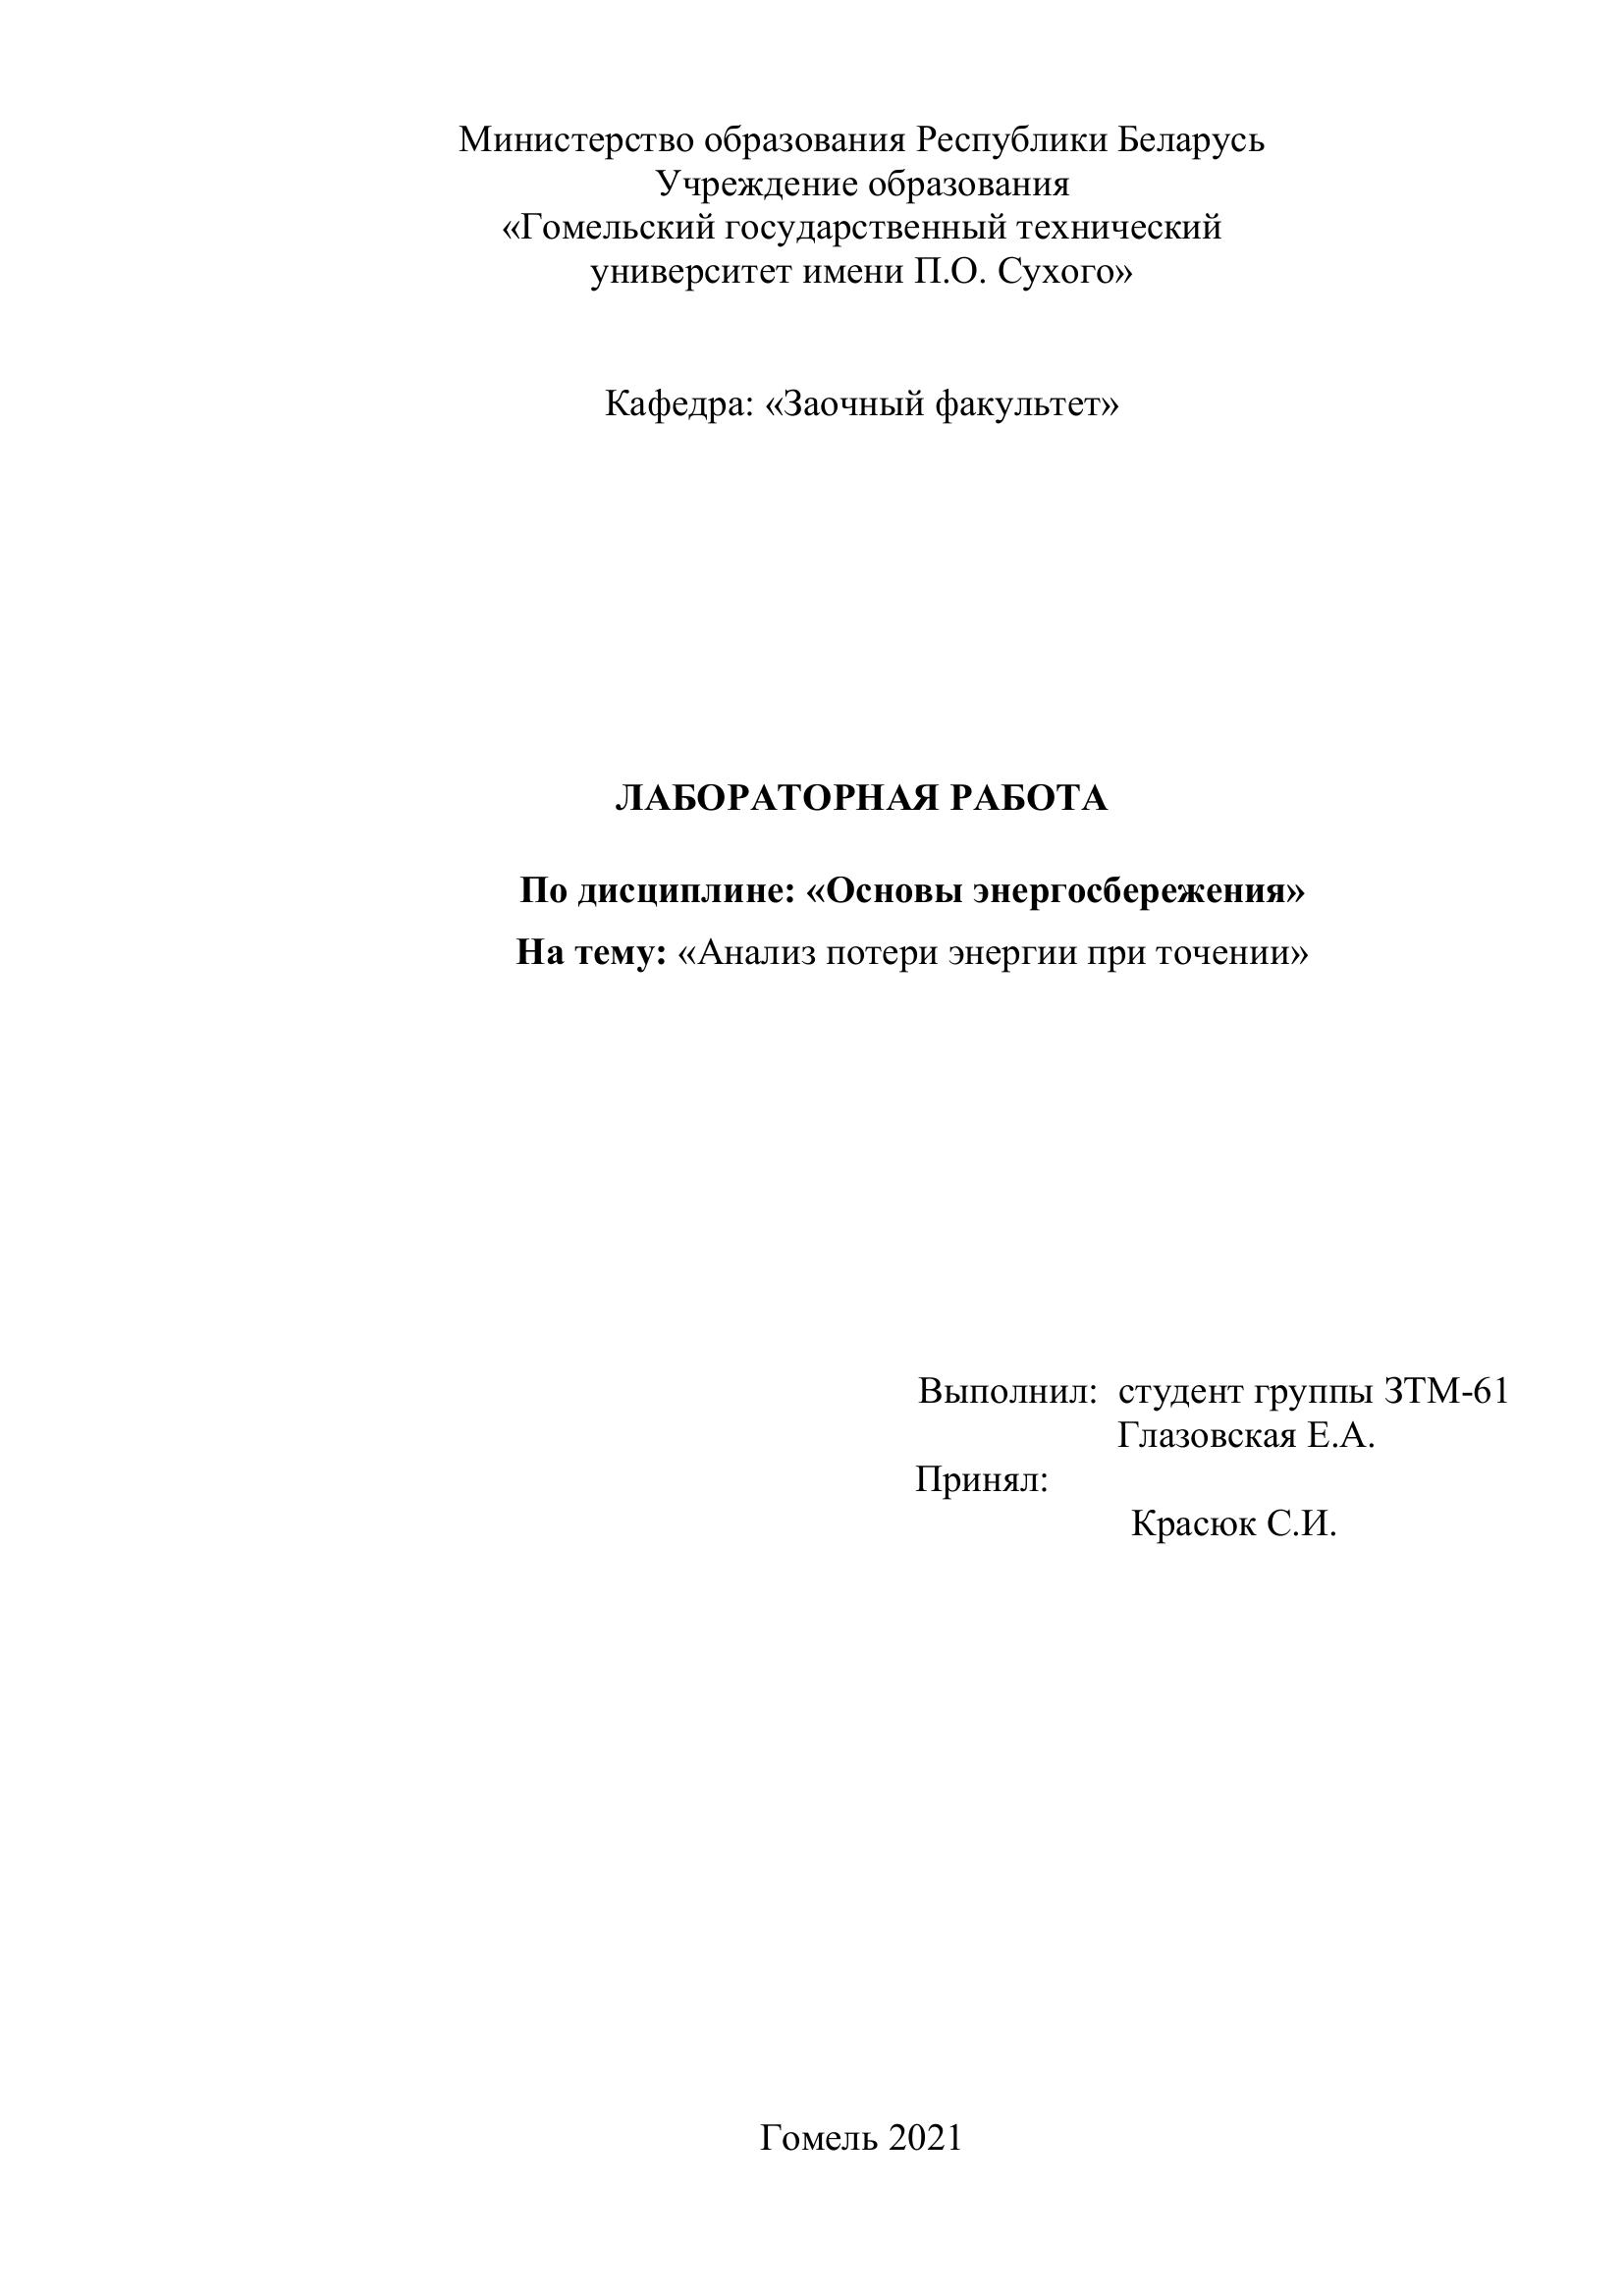 Министерство образования Республики Беларусь
Учреждение образования
«Гомельский государственный технический
университет имени П.О. Сухого»
Кафедра: «Заочный факультет»
ЛАБОРАТОРНАЯ РАБОТА
По дисциплине: «Основы энергосбережения»
На тему: «Анализ потери энергии при точении»
Выполнил: студент группы ЗТМ-61
Глазовская Е.А.
Принял:
Красюк С.И.
Гомель 2021